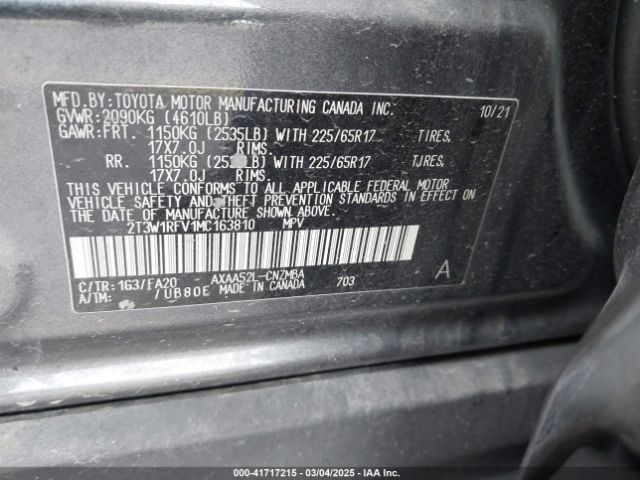 MFD.BY:TOYOTA MOTOR MANUFACTURING CANADA INC. 10/21
GVWR:2090KG (4610LB)
GAWR:FRT. 1150KG (2535LB) WITH 225/65R17 TIRES,
17X7.0J RIMS.
RR. 1150KG WITH 225/65R17 TIRES,
17X7.0J RIMS.
THIS VEHICLE CONFORMS TO ALL APPLICABLE FEDERAL MOTOR
VEHICLE SAFETY AND THEFT PREVENTION STANDARDS IN EFFECT
ON THE DATE OF MANUFACTURE SHOWN ABOVE.
2T3W1RFV1MC163810 MPV
C/TR:1G3/FA20 AXAA52L-CNZMBA A
A/TM: /UB80E MADE IN CANADA 703
000-41717215 - 03/04/2025 - IAA Inc.